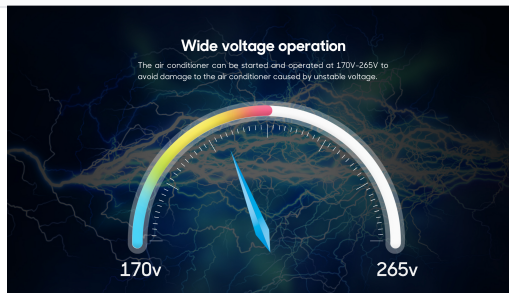 Wide voltage operation
The air conditioner can be started and operated at 170V-265V to
avoid damage to the air conditioner caused by unstable voltage.
170v
265v